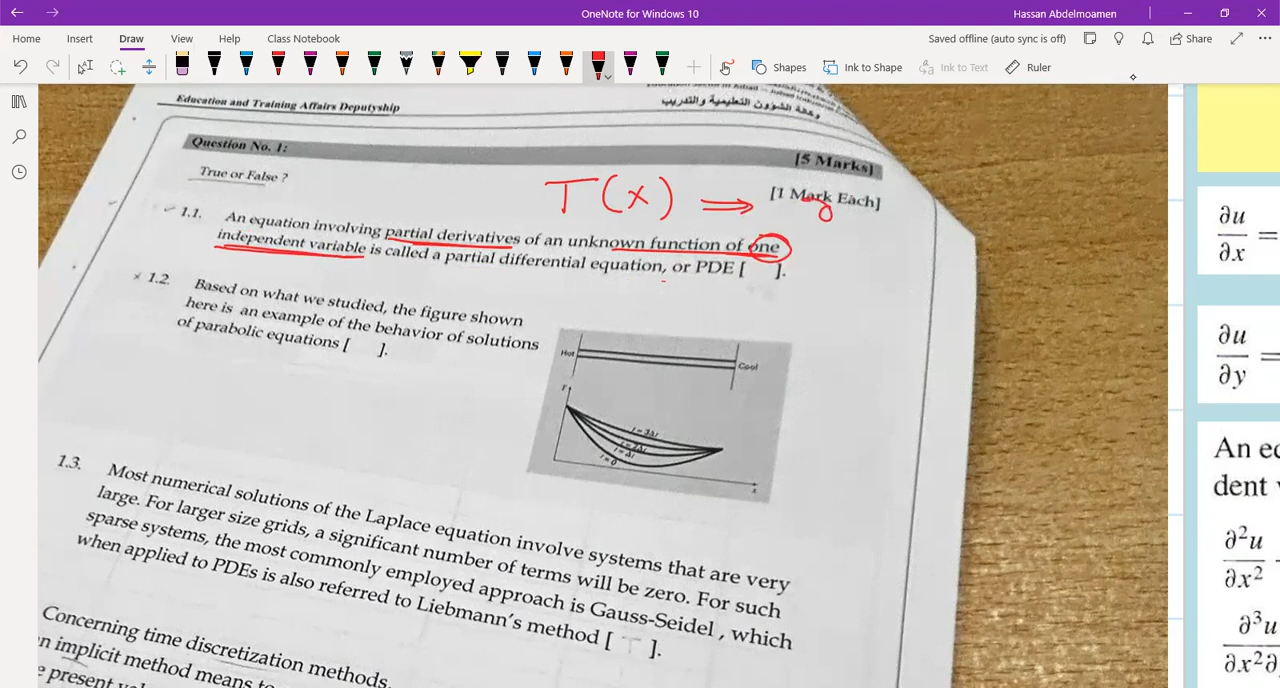 OneNote for Windows 10
Hassan Abdelmoamen
Home Insert Draw View Help Class Notebook
Saved offline (auto sync is off)
Share
Shapes
Ink to Shape
Ink to Text
Ruler
Education and Training Affairs Deputyship
وكالة الشؤون التعليمية والتدريب
Question No. 1: [5 Marks]
True or False ? [1 Mark Each]
T(x) ⇒
1.1. An equation involving partial derivatives of an unknown function of one
independent variable is called a partial differential equation, or PDE [ ].
× 1.2. Based on what we studied, the figure shown
here is an example of the behavior of solutions
of parabolic equations [ ].
Hot
Cool
T
t = 3Δt
t = 2Δt
t = Δt
t = 0
x
1.3. Most numerical solutions of the Laplace equation involve systems that are very
large. For larger size grids, a significant number of terms will be zero. For such
sparse systems, the most commonly employed approach is Gauss-Seidel , which
when applied to PDEs is also referred to Liebmann's method [ T ].
Concerning time discretization methods,
n implicit method means to
e present
∂u/∂x =
∂u/∂y =
An
dent
∂²u/∂x²
∂³u/∂x²∂